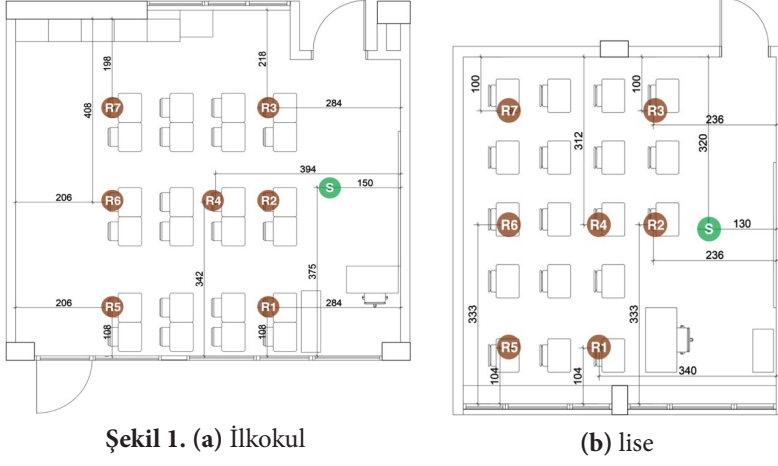 198
218
408
R7
R3
284
394
S
150
206
R6
R4
R2
342
375
206
R5
R1
284
108
108
Şekil 1. (a) İlkokul
100
100
R7
R3
236
312
320
R6
R4
R2
S
130
236
333
333
R5
R1
104
104
340
(b) lise